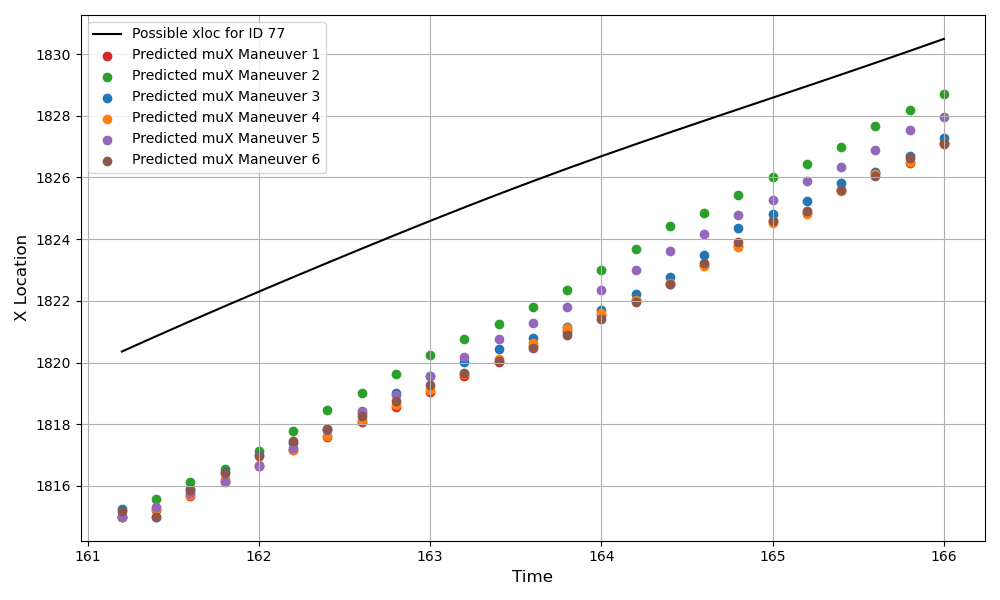 Possible xloc for ID 77
Predicted muX Maneuver 1
Predicted muX Maneuver 2
Predicted muX Maneuver 3
Predicted muX Maneuver 4
Predicted muX Maneuver 5
Predicted muX Maneuver 6
X Location
1830
1828
1826
1824
1822
1820
1818
1816
161 162 163 164 165 166
Time